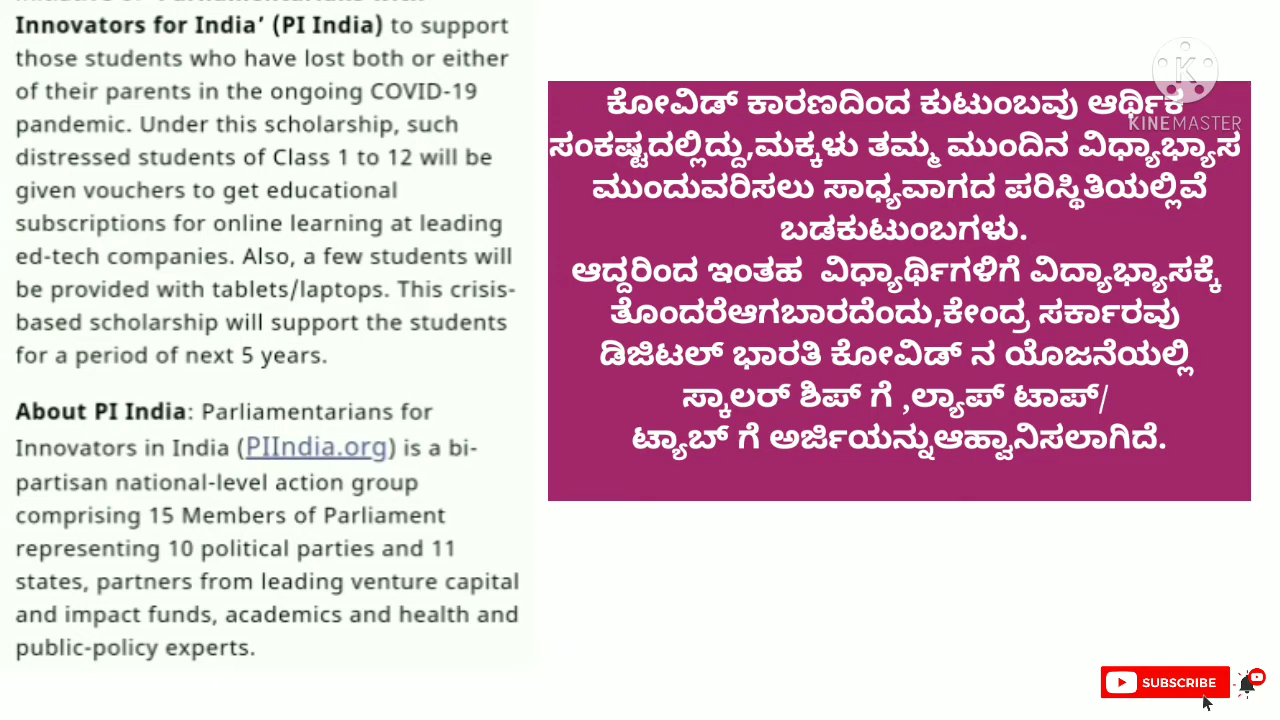 Innovators for India’ (PI India) to support
those students who have lost both or either
of their parents in the ongoing COVID-19
pandemic. Under this scholarship, such
distressed students of Class 1 to 12 will be
given vouchers to get educational
subscriptions for online learning at leading
ed-tech companies. Also, a few students will
be provided with tablets/laptops. This crisis-
based scholarship will support the students
for a period of next 5 years.
About PI India: Parliamentarians for
Innovators in India (PIIndia.org) is a bi-
partisan national-level action group
comprising 15 Members of Parliament
representing 10 political parties and 11
states, partners from leading venture capital
and impact funds, academics and health and
public-policy experts.
ಕೋವಿಡ್ ಕಾರಣದಿಂದ ಕುಟುಂಬವು ಆರ್ಥಿಕ
ಸಂಕಷ್ಟದಲ್ಲಿದ್ದು,ಮಕ್ಕಳು ತಮ್ಮ ಮುಂದಿನ ವಿಧ್ಯಾಭ್ಯಾಸ
ಮುಂದುವರಿಸಲು ಸಾಧ್ಯವಾಗದ ಪರಿಸ್ಥಿತಿಯಲ್ಲಿವೆ
ಬಡಕುಟುಂಬಗಳು.
ಆದ್ದರಿಂದ ಇಂತಹ ವಿಧ್ಯಾರ್ಥಿಗಳಿಗೆ ವಿದ್ಯಾಭ್ಯಾಸಕ್ಕೆ
ತೊಂದರೆಆಗಬಾರದೆಂದು,ಕೇಂದ್ರ ಸರ್ಕಾರವು
ಡಿಜಿಟಲ್ ಭಾರತಿ ಕೋವಿಡ್ ನ ಯೊಜನೆಯಲ್ಲಿ
ಸ್ಕಾಲರ್ ಶಿಪ್ ಗೆ ,ಲ್ಯಾಪ್ ಟಾಪ್/
ಟ್ಯಾಬ್ ಗೆ ಅರ್ಜಿಯನ್ನುಆಹ್ವಾನಿಸಲಾಗಿದೆ.
K
KINEMASTER
SUBSCRIBE